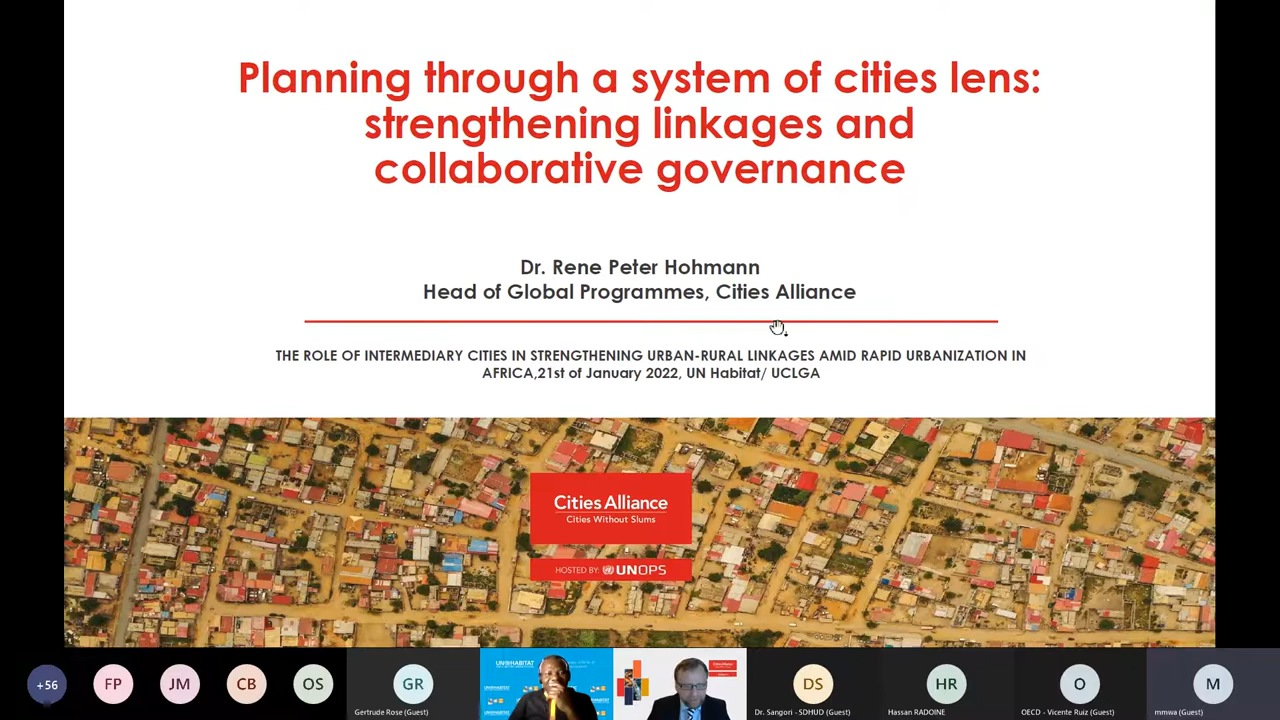 Planning through a system of cities lens:
strengthening linkages and
collaborative governance
Dr. Rene Peter Hohmann
Head of Global Programmes, Cities Alliance
THE ROLE OF INTERMEDIARY CITIES IN STRENGTHENING URBAN-RURAL LINKAGES AMID RAPID URBANIZATION IN
AFRICA,21st of January 2022, UN Habitat/ UCLGA
Cities Alliance
Cities Without Slums
HOSTED BY: UNOPS
+56
FP
JM
CB
OS
GR
Gertrude Rose (Guest)
UN-HABITAT
CitiesAlliance
DS
Dr. Sangori - SDHUD (Guest)
HR
Hassan RADOINE
O
OECD - Vicente Ruiz (Guest)
M
mmwa (Guest)